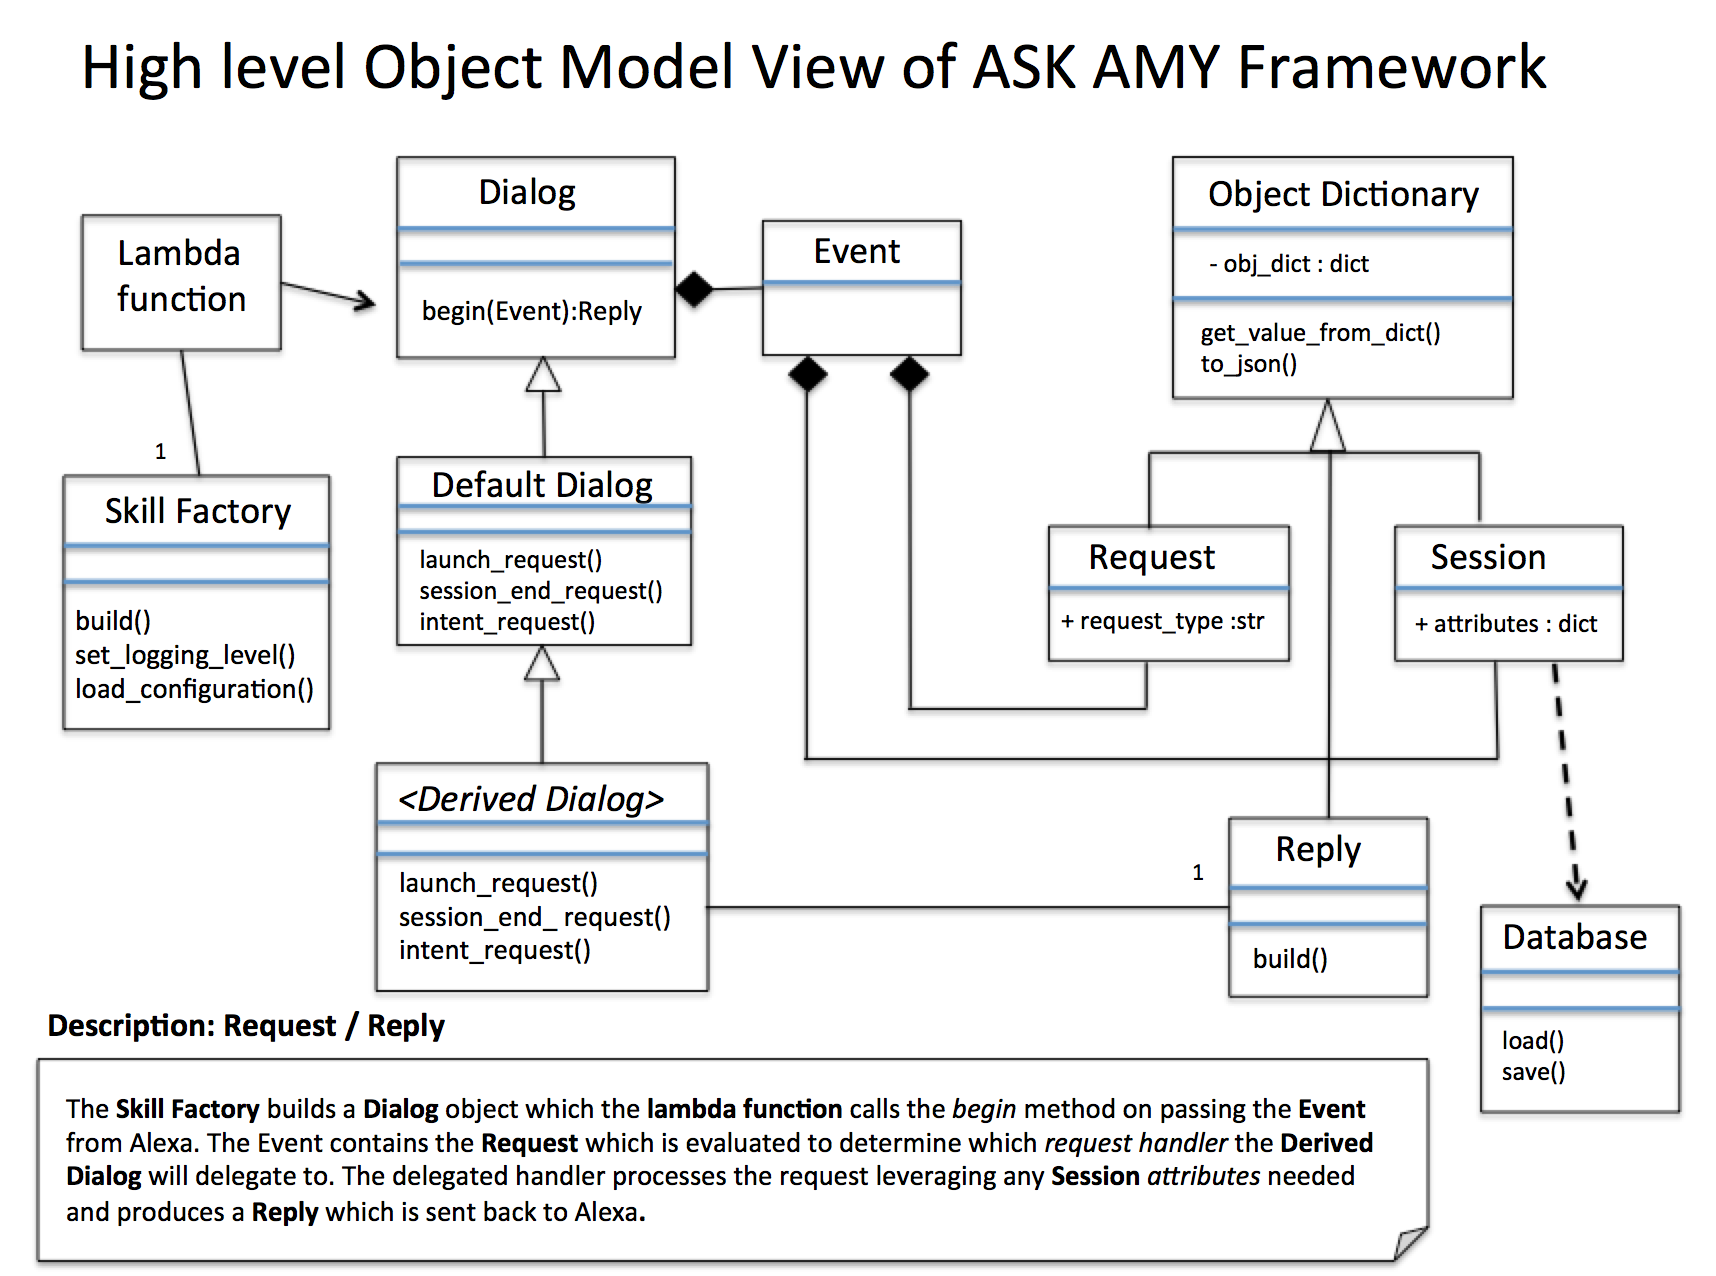 High level Object Model View of ASK AMY Framework
Lambda
function
Dialog
begin(Event):Reply
Event
Object Dictionary
- obj_dict : dict
get_value_from_dict()
to_json()
1
Skill Factory
build()
set_logging_level()
load_configuration()
Default Dialog
launch_request()
session_end_request()
intent_request()
Request
+ request_type :str
Session
+ attributes : dict
<Derived Dialog>
launch_request()
session_end_ request()
intent_request()
1
Reply
build()
Database
load()
save()
Description: Request / Reply
The Skill Factory builds a Dialog object which the lambda function calls the begin method on passing the Event
from Alexa. The Event contains the Request which is evaluated to determine which request handler the Derived
Dialog will delegate to. The delegated handler processes the request leveraging any Session attributes needed
and produces a Reply which is sent back to Alexa.